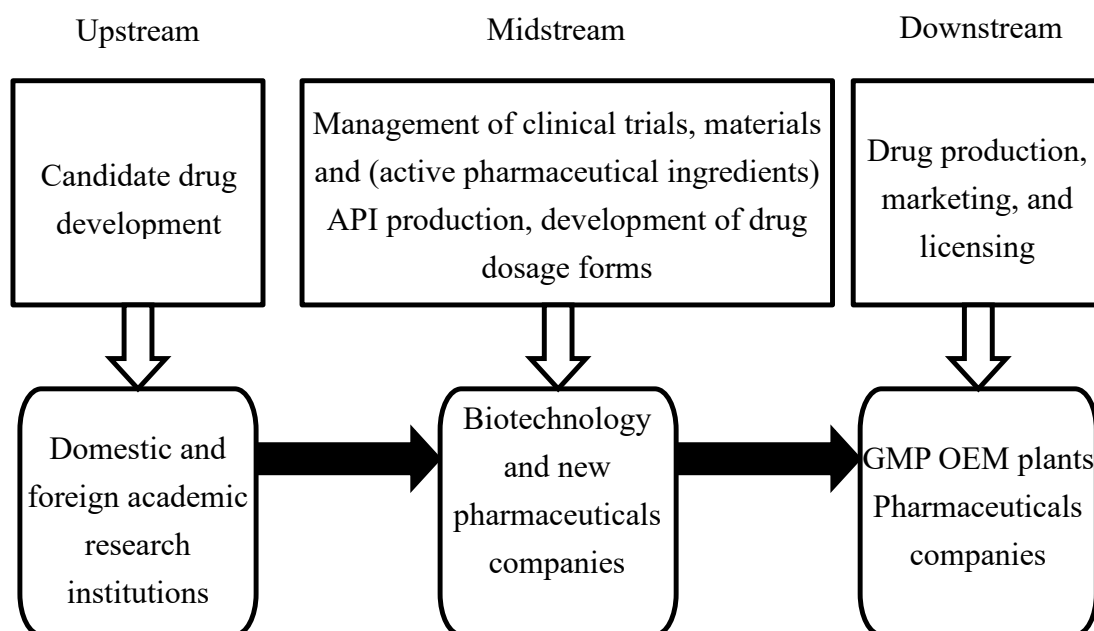 Upstream
Midstream
Downstream
Candidate drug
development
Management of clinical trials, materials
and (active pharmaceutical ingredients)
API production, development of drug
dosage forms
Drug production,
marketing, and
licensing
Domestic and
foreign academic
research
institutions
Biotechnology
and new
pharmaceuticals
companies
GMP OEM plants
Pharmaceuticals
companies